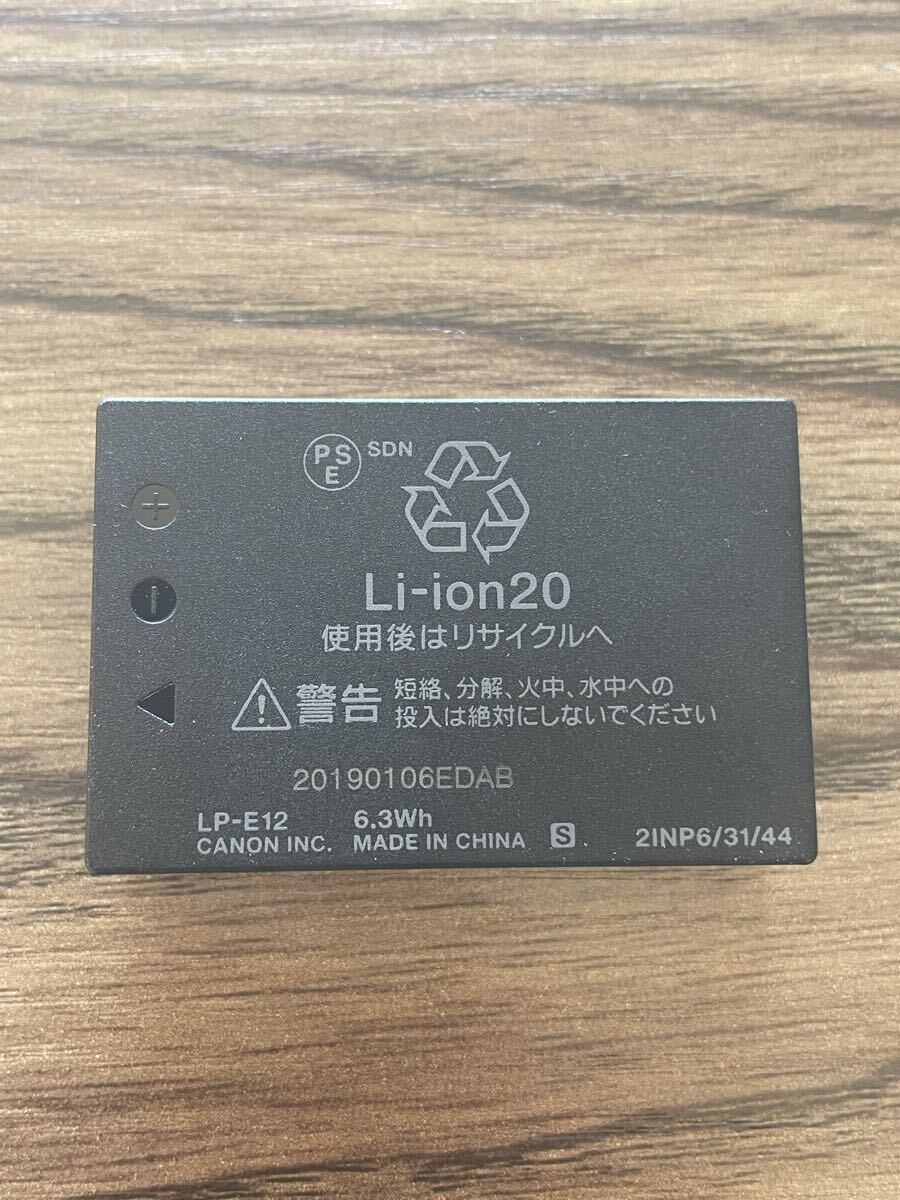 PS
E
SDN
Li-ion20
使用後はリサイクルへ
警告
短絡、分解、火中、水中への
投入は絶対にしないでください
20190106EDAB
LP-E12 6.3Wh
CANON INC. MADE IN CHINA S 2INP6/31/44